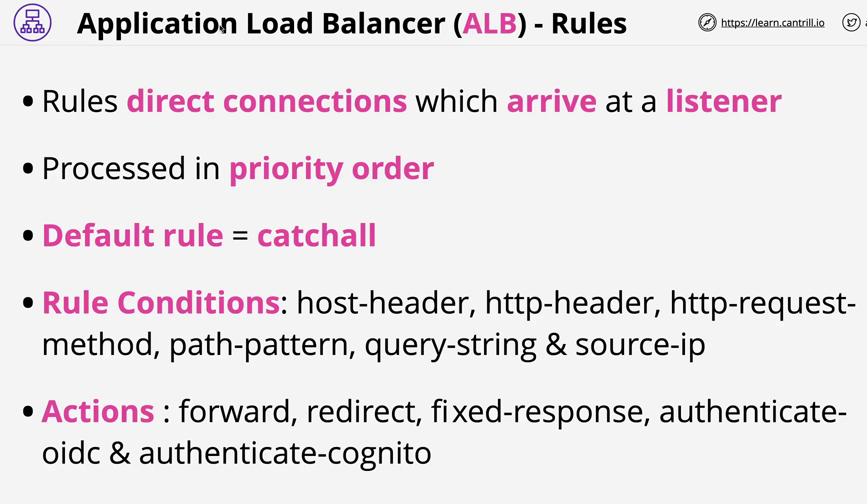 Application Load Balancer (ALB) - Rules
https://learn.cantrill.io
• Rules direct connections which arrive at a listener
• Processed in priority order
• Default rule = catchall
• Rule Conditions: host-header, http-header, http-request-
method, path-pattern, query-string & source-ip
• Actions : forward, redirect, fixed-response, authenticate-
oidc & authenticate-cognito